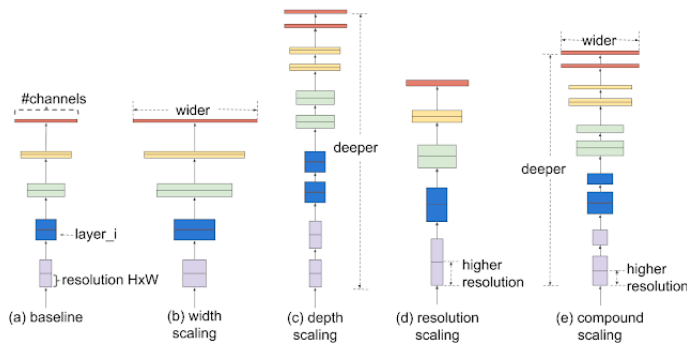 #channels
layer_i
resolution HxW
(a) baseline
wider
(b) width
scaling
deeper
(c) depth
scaling
higher
resolution
(d) resolution
scaling
wider
deeper
higher
resolution
(e) compound
scaling